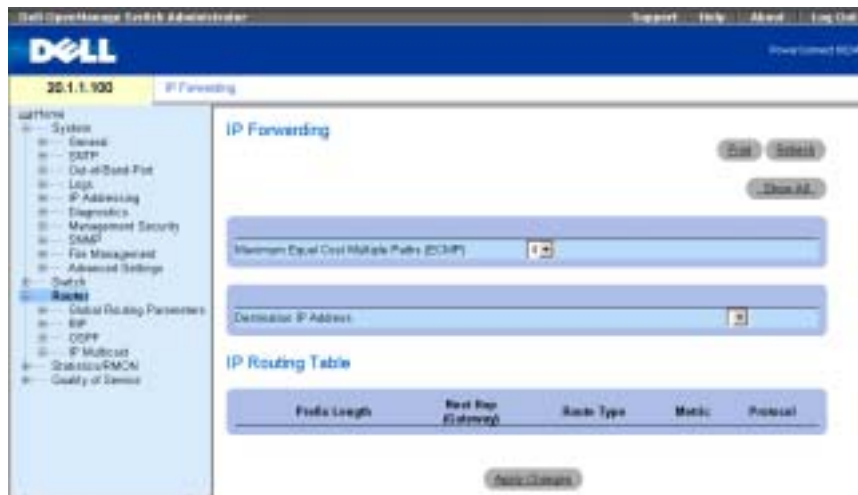 Dell OpenManage Switch Administrator
Support Help About Log Out
DELL
PowerConnect
20.1.1.100
IP Forwarding
Home
System
General
SNTP
Out-of-Band Port
Logs
IP Addressing
Diagnostics
Management Security
SNMP
File Management
Advanced Settings
Switch
Router
Global Routing Parameters
RIP
OSPF
IP Multicast
Statistics/RMON
Quality of Service
IP Forwarding
Print Refresh
Show All
Maximum Equal Cost Multiple Paths (ECMP)
Destination IP Address
IP Routing Table
Prefix Length
Next Hop (Gateway)
Route Type
Metric
Protocol
Apply Changes